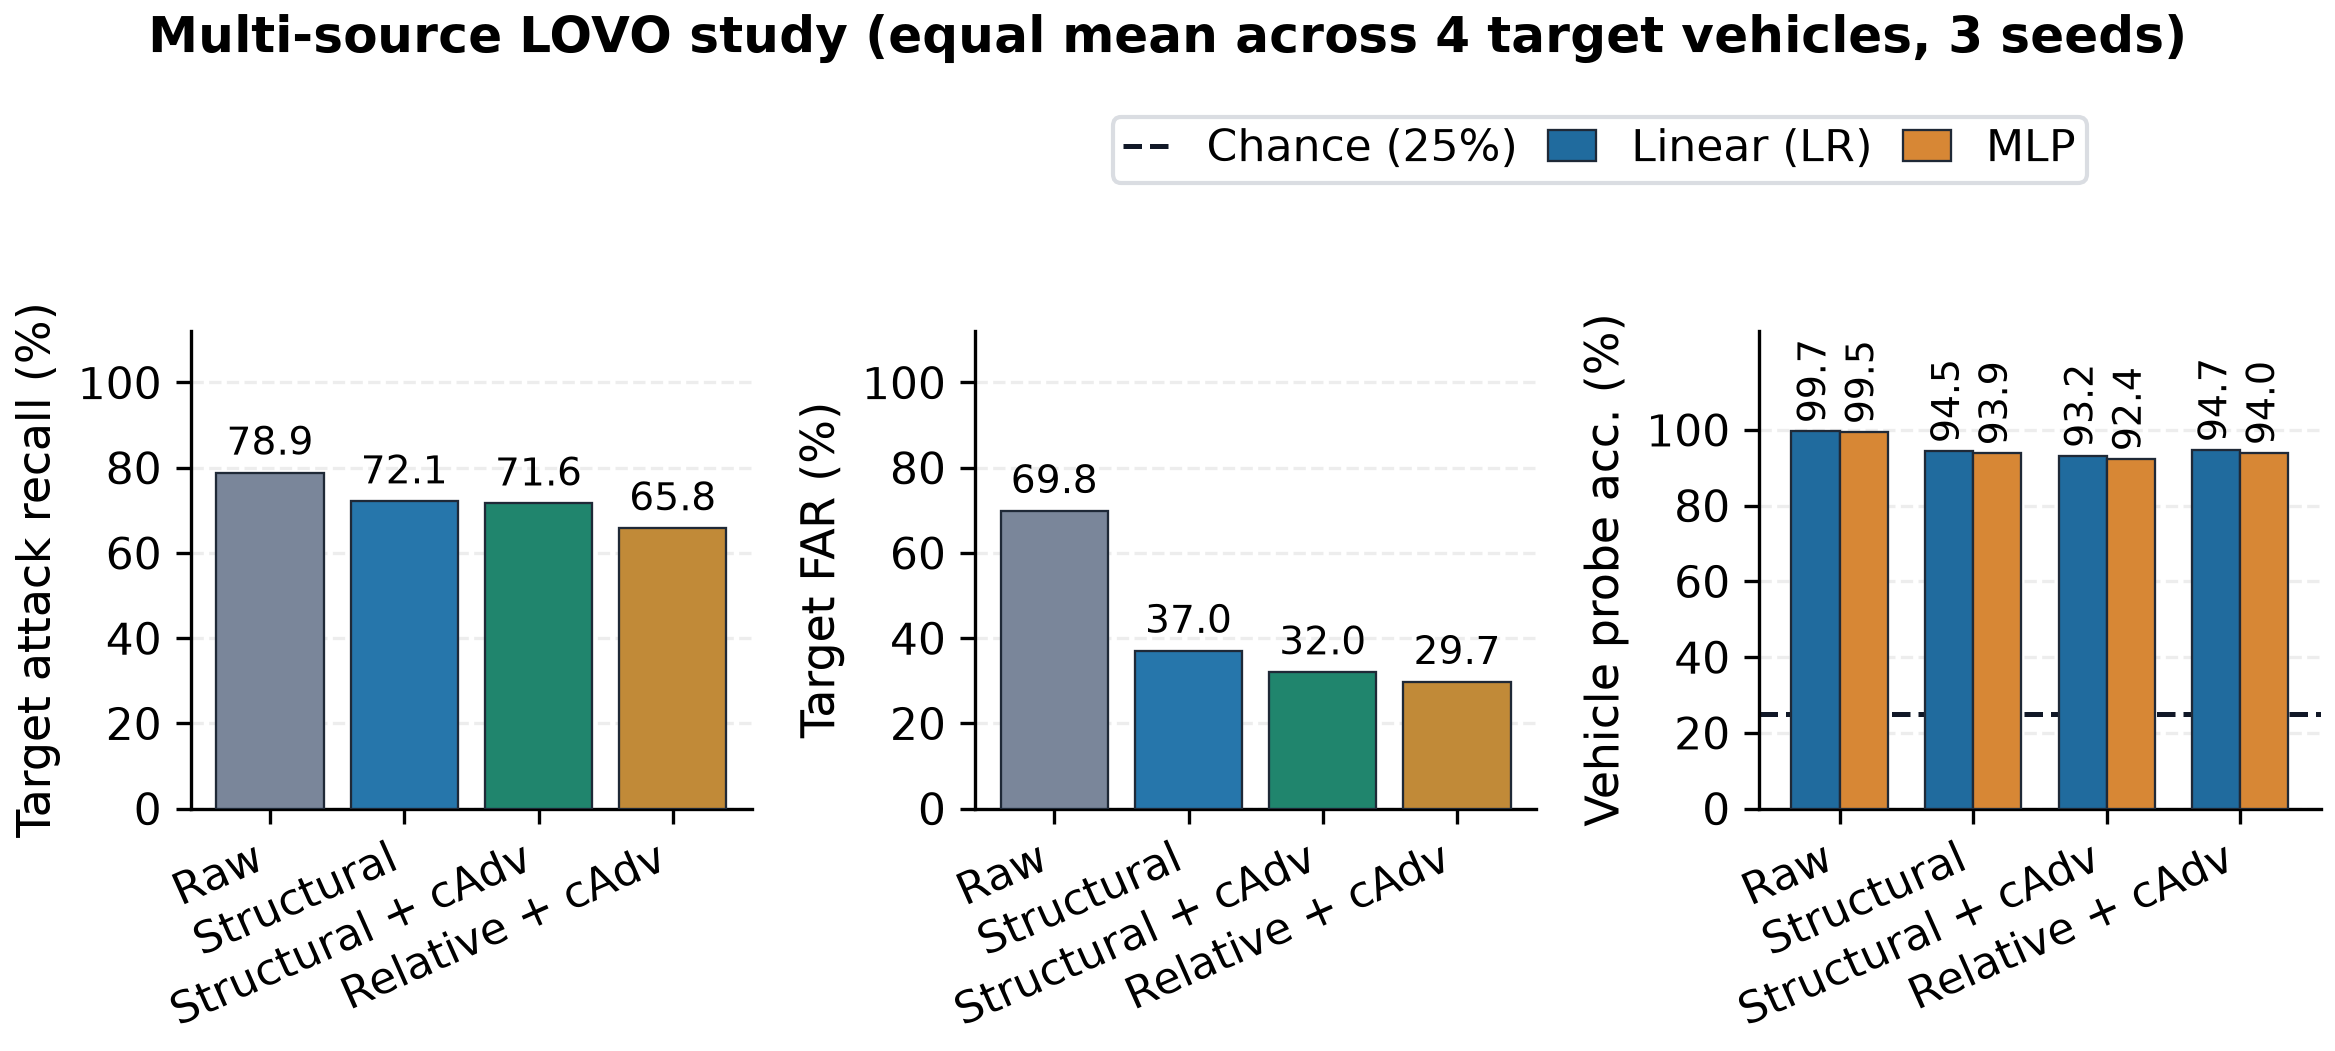 Multi-source LOVO study (equal mean across 4 target vehicles, 3 seeds)
Chance (25%) Linear (LR) MLP
Target attack recall (%)
100
80
60
40
20
0
78.9
72.1
71.6
65.8
Raw
Structural
Structural + cAdv
Relative + cAdv
Target FAR (%)
100
80
60
40
20
0
69.8
37.0
32.0
29.7
Raw
Structural
Structural + cAdv
Relative + cAdv
Vehicle probe acc. (%)
100
80
60
40
20
0
99.7
99.5
94.5
93.9
93.2
92.4
94.7
94.0
Raw
Structural
Structural + cAdv
Relative + cAdv